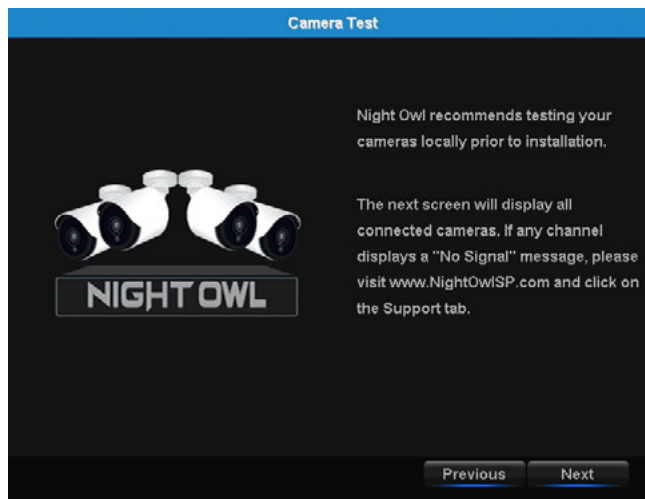 Camera Test
Night Owl recommends testing your
cameras locally prior to installation.
The next screen will display all
connected cameras. If any channel
displays a "No Signal" message, please
visit www.NightOwlSP.com and click on
the Support tab.
NIGHT OWL
Previous
Next